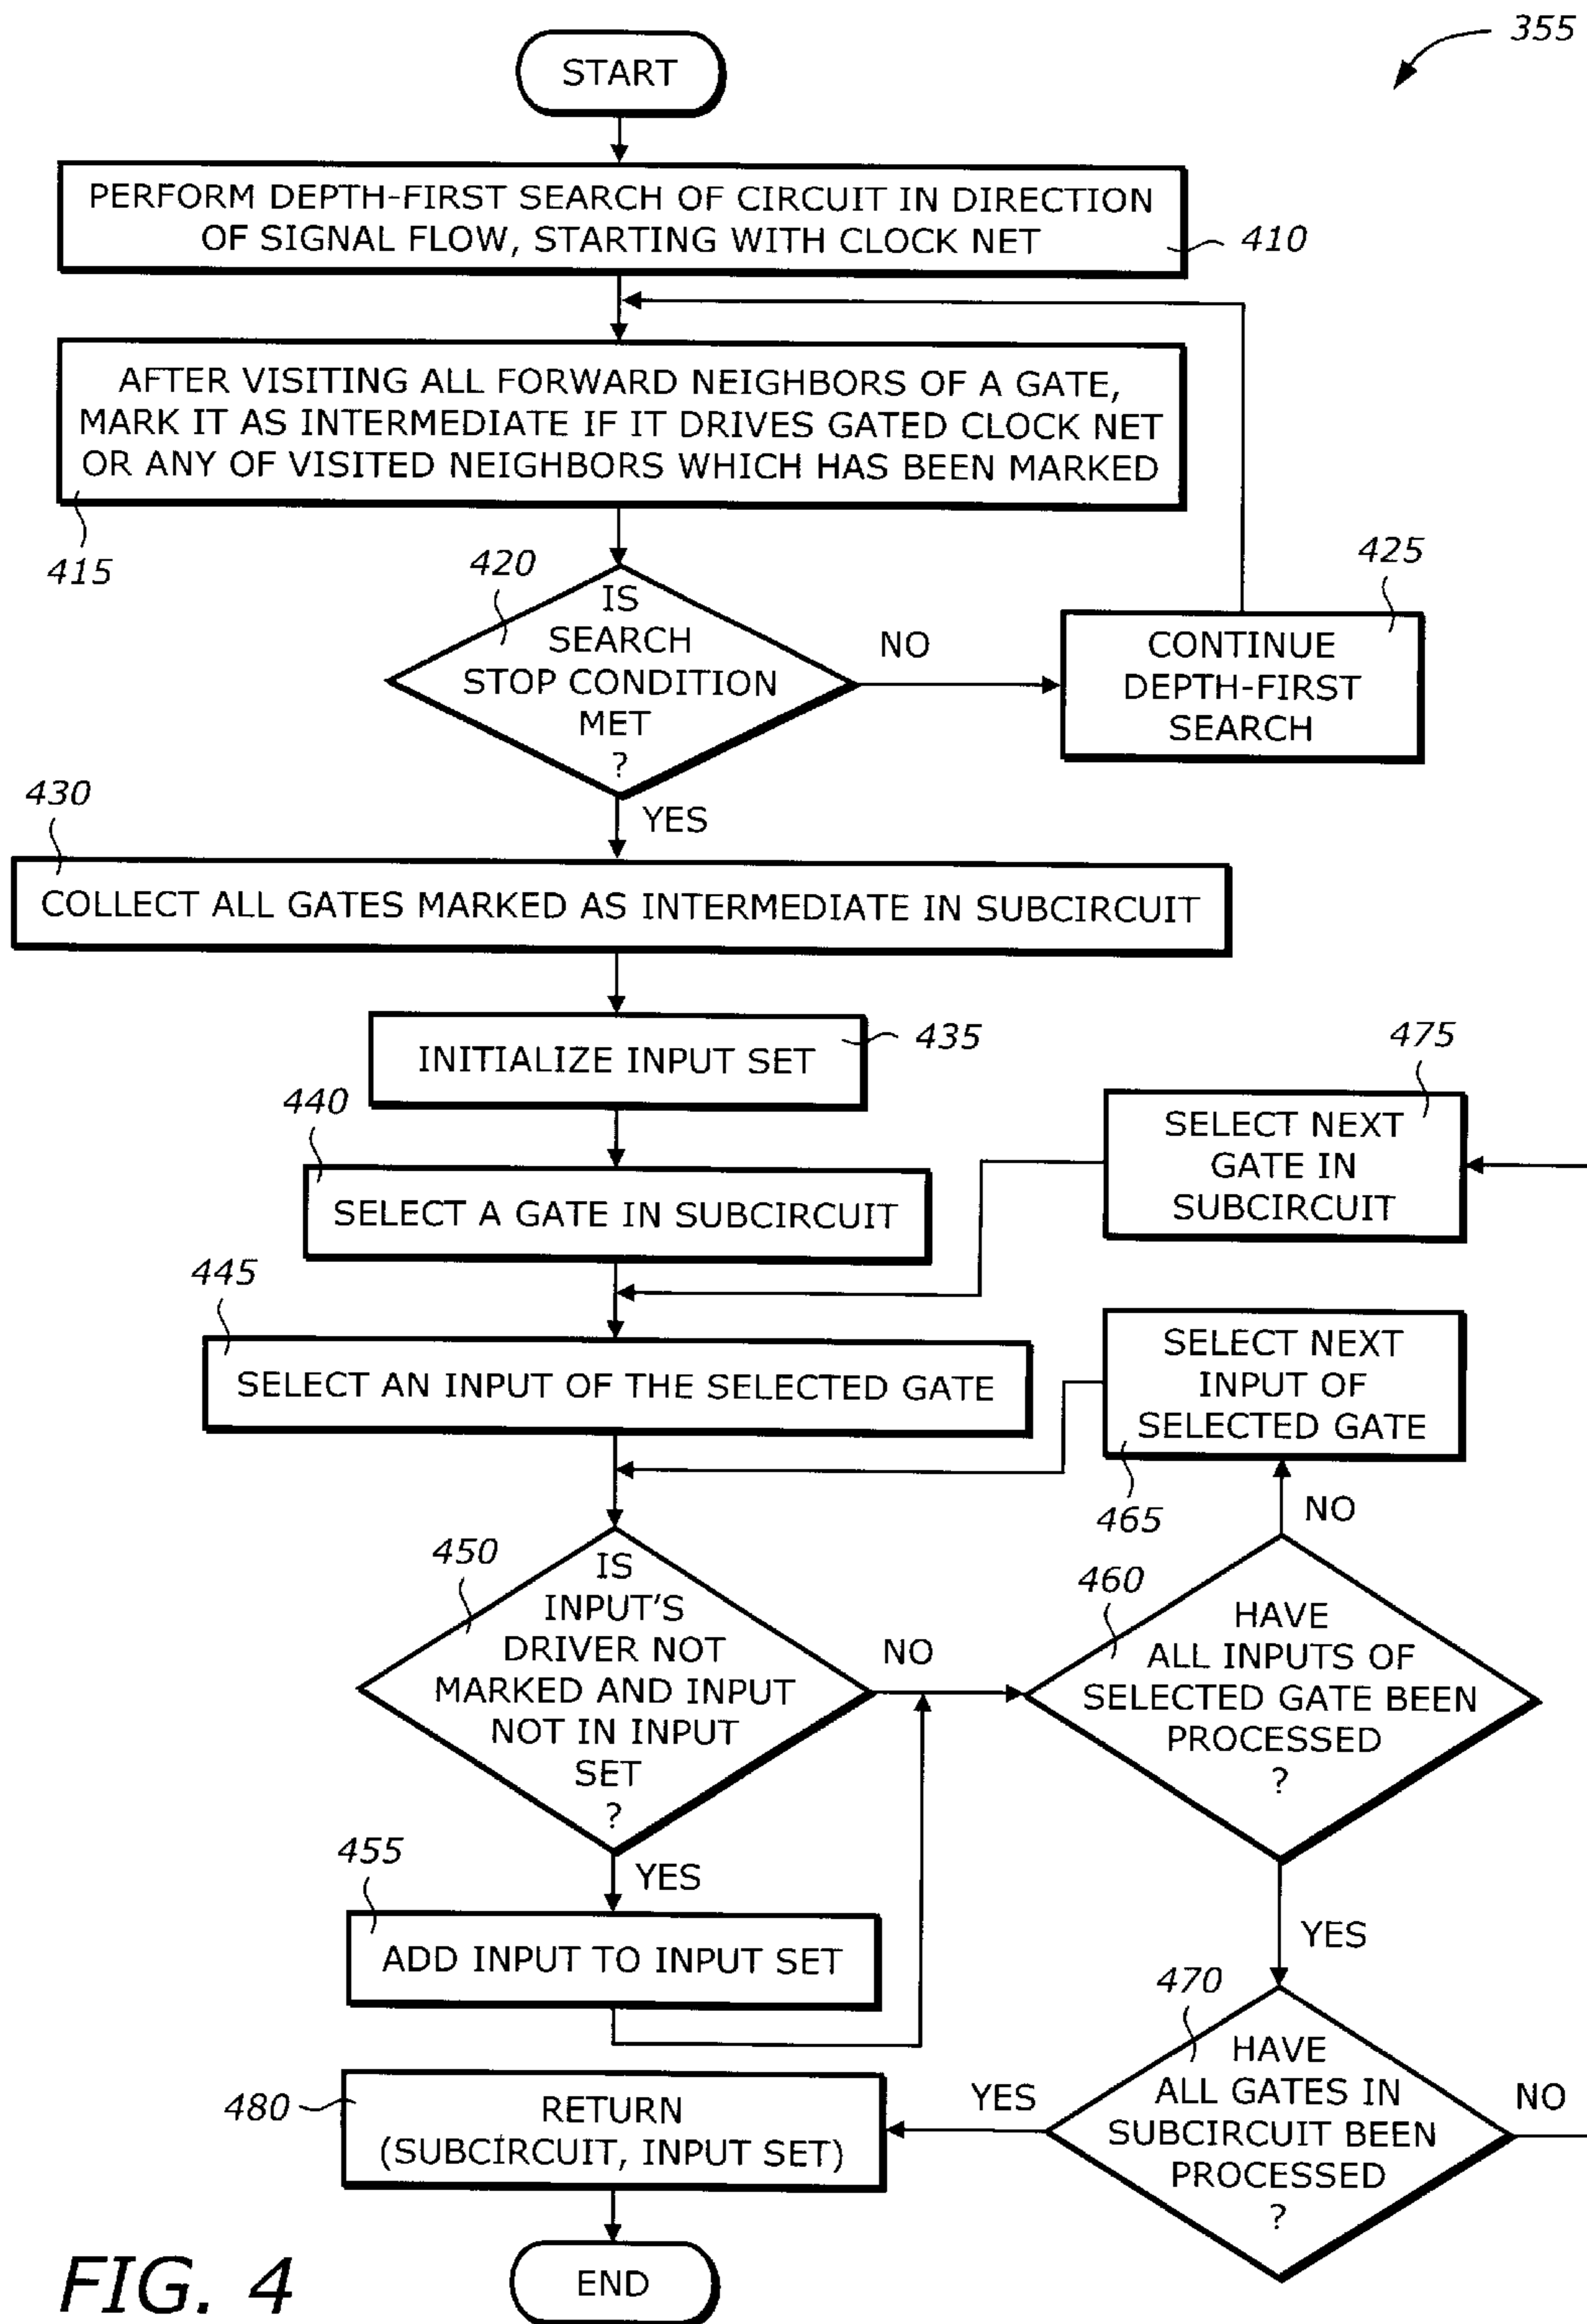 355
START
PERFORM DEPTH-FIRST SEARCH OF CIRCUIT IN DIRECTION
OF SIGNAL FLOW, STARTING WITH CLOCK NET
410
AFTER VISITING ALL FORWARD NEIGHBORS OF A GATE,
MARK IT AS INTERMEDIATE IF IT DRIVES GATED CLOCK NET
OR ANY OF VISITED NEIGHBORS WHICH HAS BEEN MARKED
415
420
IS
SEARCH
STOP CONDITION
MET
?
NO
425
CONTINUE
DEPTH-FIRST
SEARCH
YES
430
COLLECT ALL GATES MARKED AS INTERMEDIATE IN SUBCIRCUIT
INITIALIZE INPUT SET
435
440
SELECT A GATE IN SUBCIRCUIT
475
SELECT NEXT
GATE IN
SUBCIRCUIT
445
SELECT AN INPUT OF THE SELECTED GATE
SELECT NEXT
INPUT OF
SELECTED GATE
465
NO
450
IS
INPUT'S
DRIVER NOT
MARKED AND INPUT
NOT IN INPUT
SET
?
NO
460
HAVE
ALL INPUTS OF
SELECTED GATE BEEN
PROCESSED
?
YES
455
ADD INPUT TO INPUT SET
YES
470
HAVE
ALL GATES IN
SUBCIRCUIT BEEN
PROCESSED
?
NO
YES
480
RETURN
(SUBCIRCUIT, INPUT SET)
END
FIG. 4